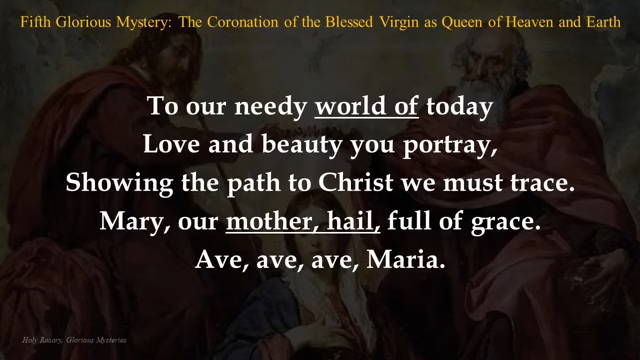 Fifth Glorious Mystery: The Coronation of the Blessed Virgin as Queen of Heaven and Earth
To our needy world of today
Love and beauty you portray,
Showing the path to Christ we must trace.
Mary, our mother, hail, full of grace.
Ave, ave, ave, Maria.
Holy Rosary, Glorious Mysteries